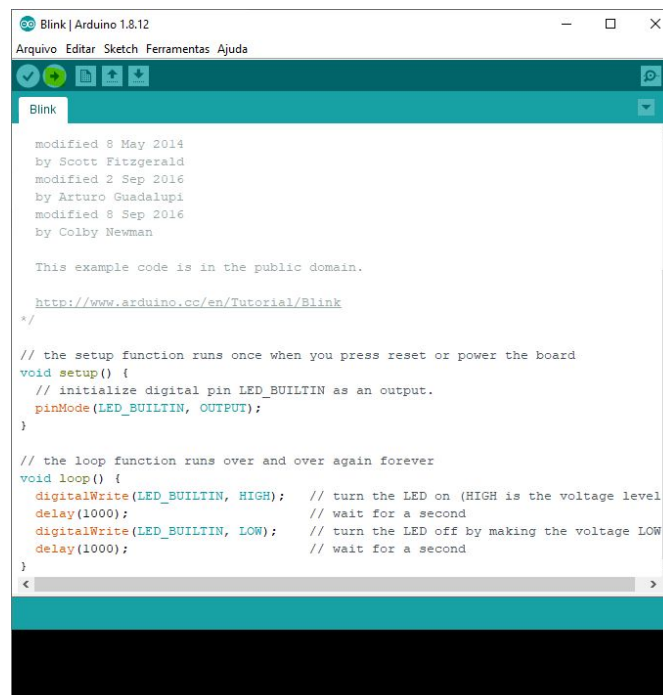 Blink | Arduino 1.8.12
Arquivo Editar Sketch Ferramentas Ajuda
Blink
modified 8 May 2014
by Scott Fitzgerald
modified 2 Sep 2016
by Arturo Guadalupi
modified 8 Sep 2016
by Colby Newman
This example code is in the public domain.
http://www.arduino.cc/en/Tutorial/Blink
*/
// the setup function runs once when you press reset or power the board
void setup() {
// initialize digital pin LED_BUILTIN as an output.
pinMode(LED_BUILTIN, OUTPUT);
}
// the loop function runs over and over again forever
void loop() {
digitalWrite(LED_BUILTIN, HIGH);   // turn the LED on (HIGH is the voltage level
delay(1000);                       // wait for a second
digitalWrite(LED_BUILTIN, LOW);    // turn the LED off by making the voltage LOW
delay(1000);                       // wait for a second
}